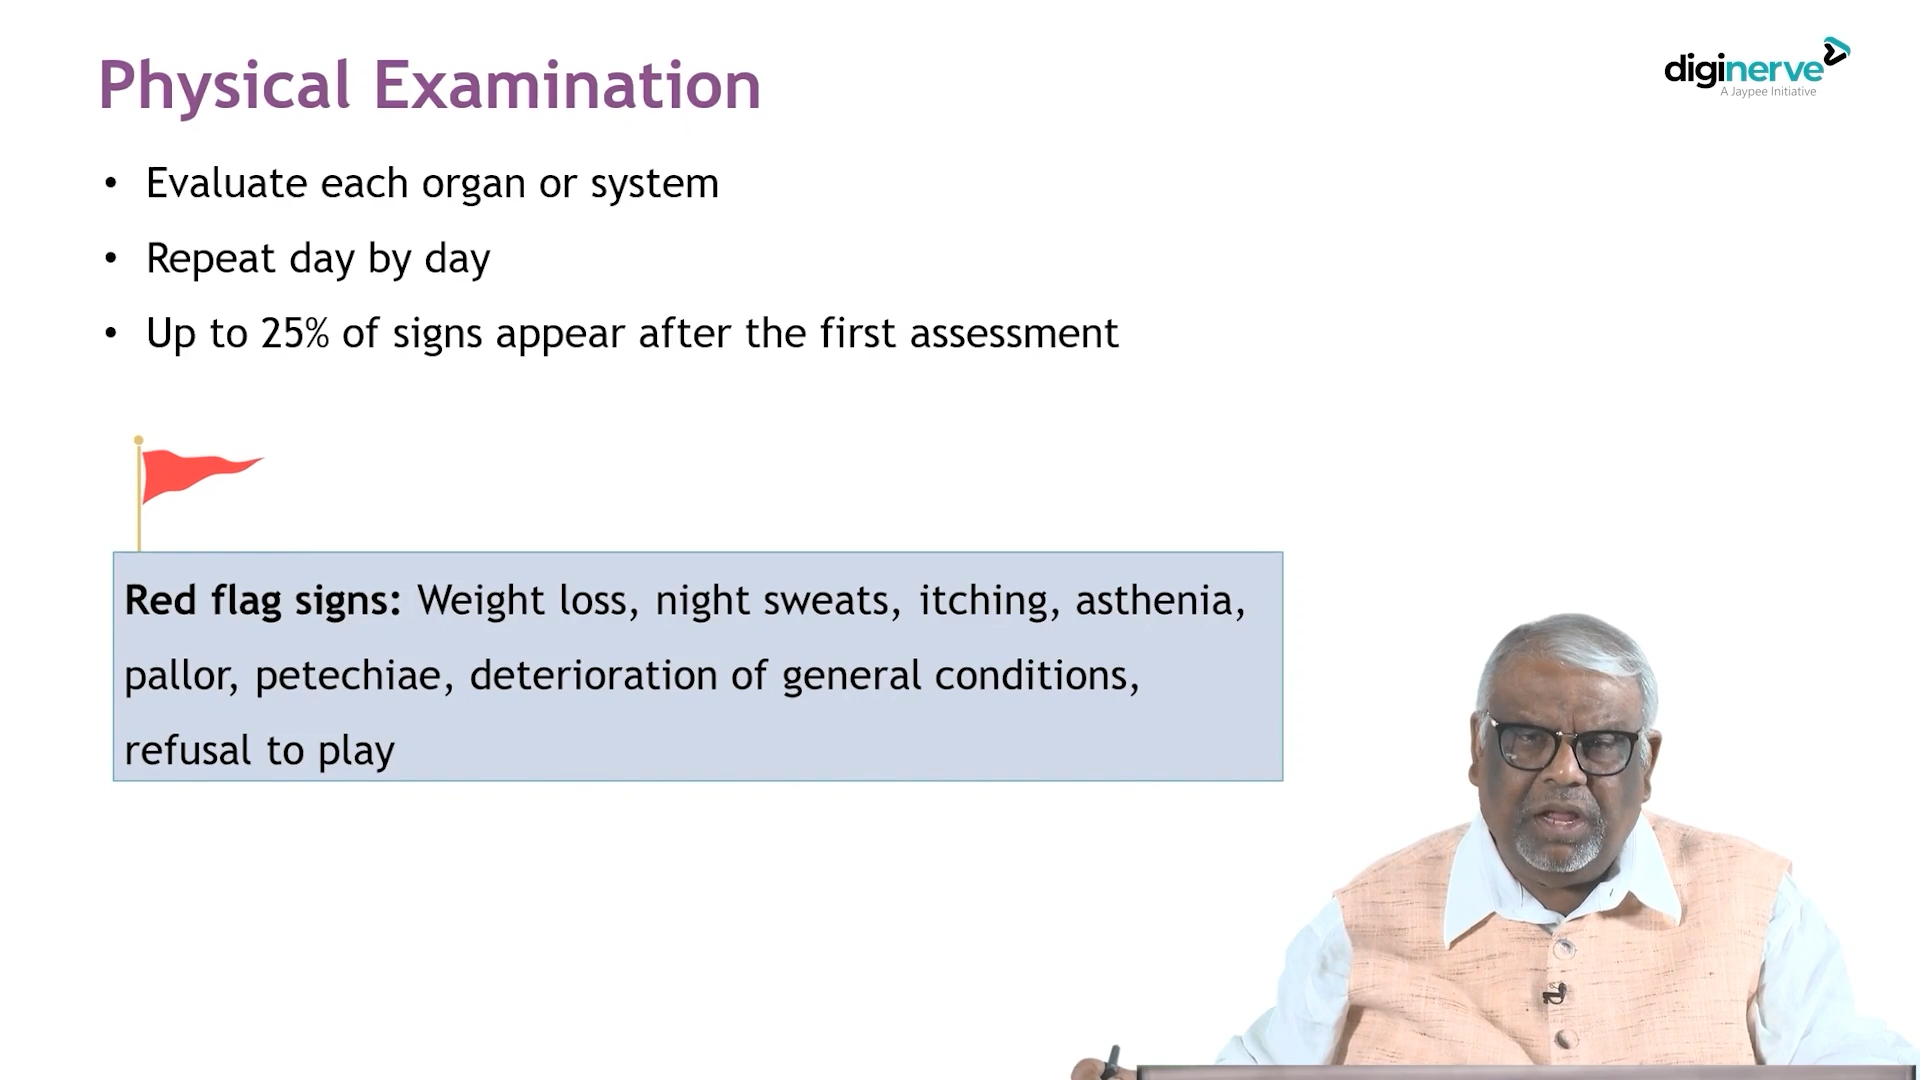 Physical Examination
diginerve
A Jaypee Initiative
• Evaluate each organ or system
• Repeat day by day
• Up to 25% of signs appear after the first assessment
Red flag signs: Weight loss, night sweats, itching, asthenia,
pallor, petechiae, deterioration of general conditions,
refusal to play